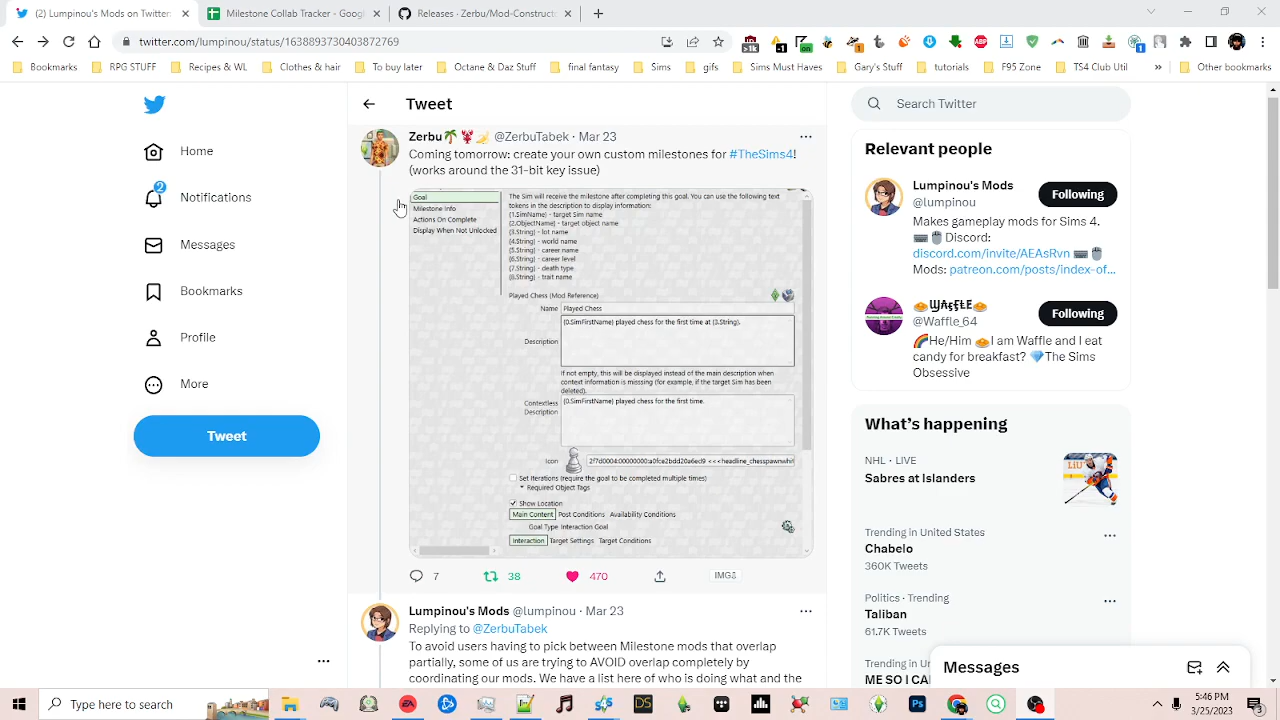 (2) Lumpinou's Mods on Twitter:
Milestone Collab Tracker - Googl
Releases · Zerbu/Mod-Constructo
twitter.com/lumpinou/status/1638893730403872769
>1k
-1
on
1
1
Bookmarks
RPG STUFF
Recipes & WL
Clothes & hair
To buy later
Octane & Daz Stuff
final fantasy
Sims
gifs
Sims Must Haves
Gary's Stuff
tutorials
F95 Zone
TS4 Club Util
»
Other bookmarks
Home
2
Notifications
Messages
Bookmarks
Profile
More
Tweet
Tweet
Zerbu🌴🦞🍌 @ZerbuTabek · Mar 23
Coming tomorrow: create your own custom milestones for #TheSims4!
(works around the 31-bit key issue)
Goal
Milestone Info
Actions On Complete
Display When Not Unlocked
The Sim will receive the milestone after completing this goal. You can use the following text
tokens in the description to display information:
{1.SimName} - target Sim name
{2.ObjectName} - target object name
{3.String} - lot name
{4.String} - world name
{5.String} - career name
{6.String} - career level
{7.String} - death type
{8.String} - trait name
Played Chess (Mod Reference)
Name Played Chess
Description {0.SimFirstName} played chess for the first time at {3.String}.
If not empty, this will be displayed instead of the main description when
context information is missing (for example, if the target Sim has been
deleted).
Contextless
Description
{0.SimFirstName} played chess for the first time.
Icon 2f7d0004:00000000:a0fce2bdd20a6ecf9 <<<headline_chesspawnwhit
Set Iterations (require the goal to be completed multiple times)
Required Object Tags
Show Location
Main Content Post Conditions Availability Conditions
Goal Type Interaction Goal
Interaction Target Settings Target Conditions
7
38
470
Lumpinou's Mods @lumpinou · Mar 23
Replying to @ZerbuTabek
To avoid users having to pick between Milestone mods that overlap
partially, some of us are trying to AVOID overlap completely by
coordinating our mods. We have a list here of who is doing what and the
Search Twitter
Relevant people
Lumpinou's Mods
@lumpinou
Following
Makes gameplay mods for Sims 4.
⌨️🖱️Discord:
discord.com/invite/AEAsRvn ⌨️🖱️
Mods: patreon.com/posts/index-of…
@Waffle_64
Following
🌈He/Him 🥧I am Waffle and I eat
candy for breakfast? 💎The Sims
Obsessive
What's happening
NHL · LIVE
Sabres at Islanders
Trending in United States
Chabelo
360K Tweets
Politics · Trending
Taliban
61.7K Tweets
Trending in U
ME SO I CA
Messages
Type here to search
5:46 PM
3/25/2023